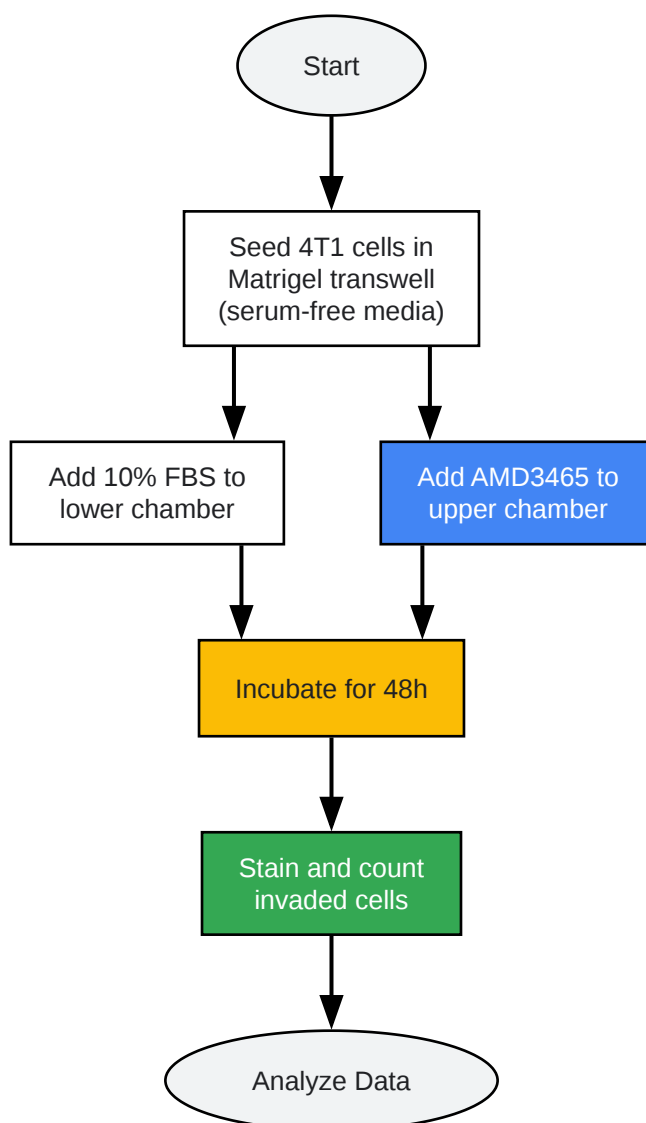 Start
Seed 4T1 cells in
Matrigel transwell
(serum-free media)
Add 10% FBS to
lower chamber
Add AMD3465 to
upper chamber
Incubate for 48h
Stain and count
invaded cells
Analyze Data